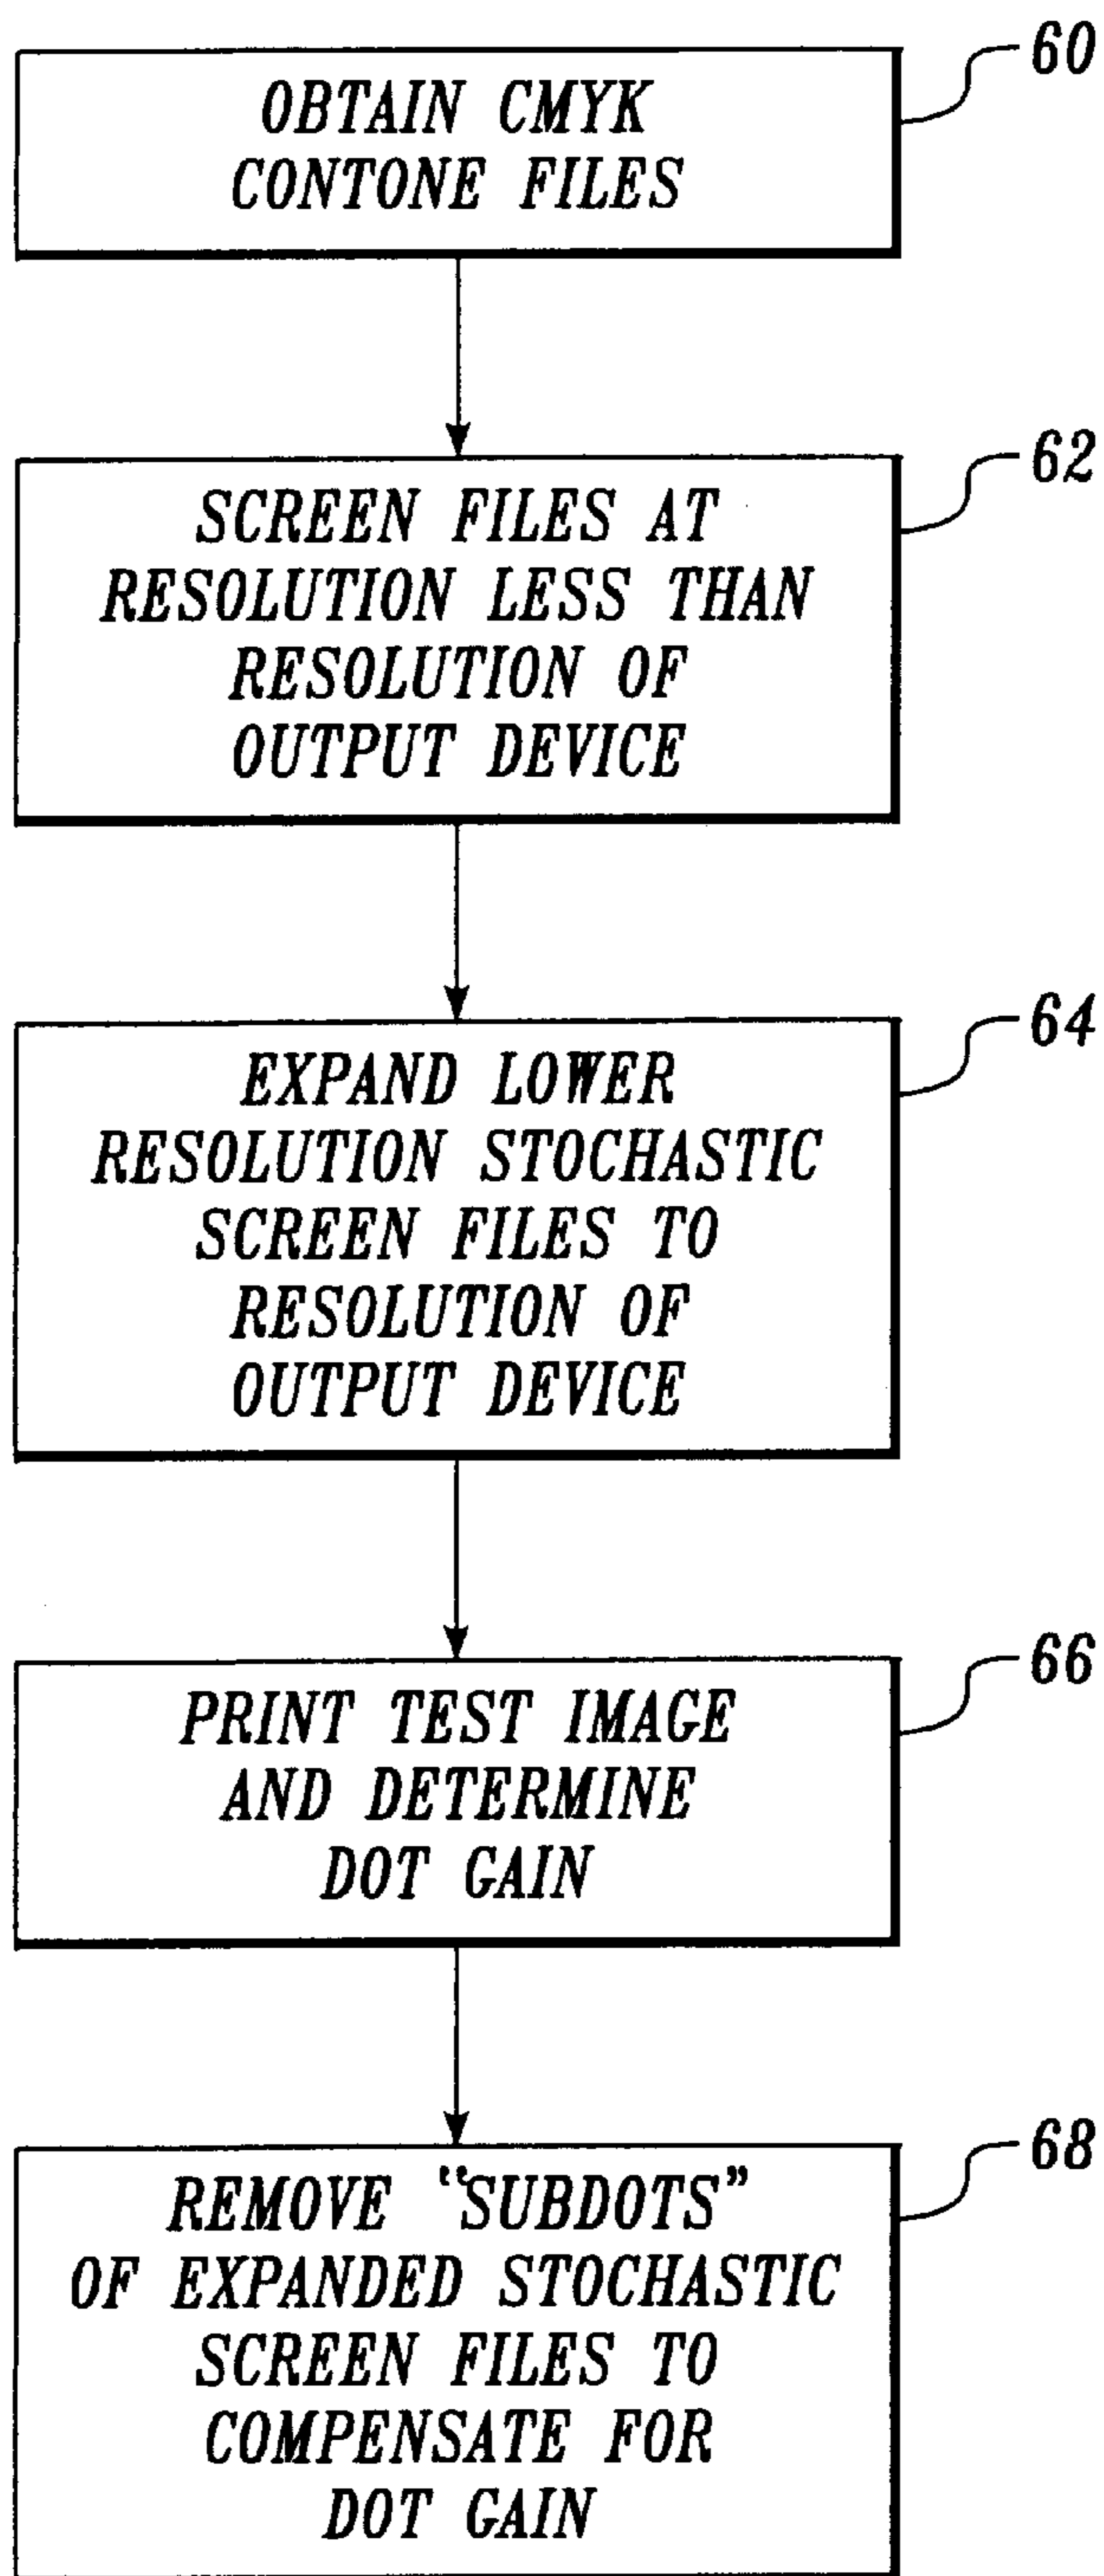 60
OBTAIN CMYK
CONTONE FILES
62
SCREEN FILES AT
RESOLUTION LESS THAN
RESOLUTION OF
OUTPUT DEVICE
64
EXPAND LOWER
RESOLUTION STOCHASTIC
SCREEN FILES TO
RESOLUTION OF
OUTPUT DEVICE
66
PRINT TEST IMAGE
AND DETERMINE
DOT GAIN
68
REMOVE "SUBDOTS"
OF EXPANDED STOCHASTIC
SCREEN FILES TO
COMPENSATE FOR
DOT GAIN